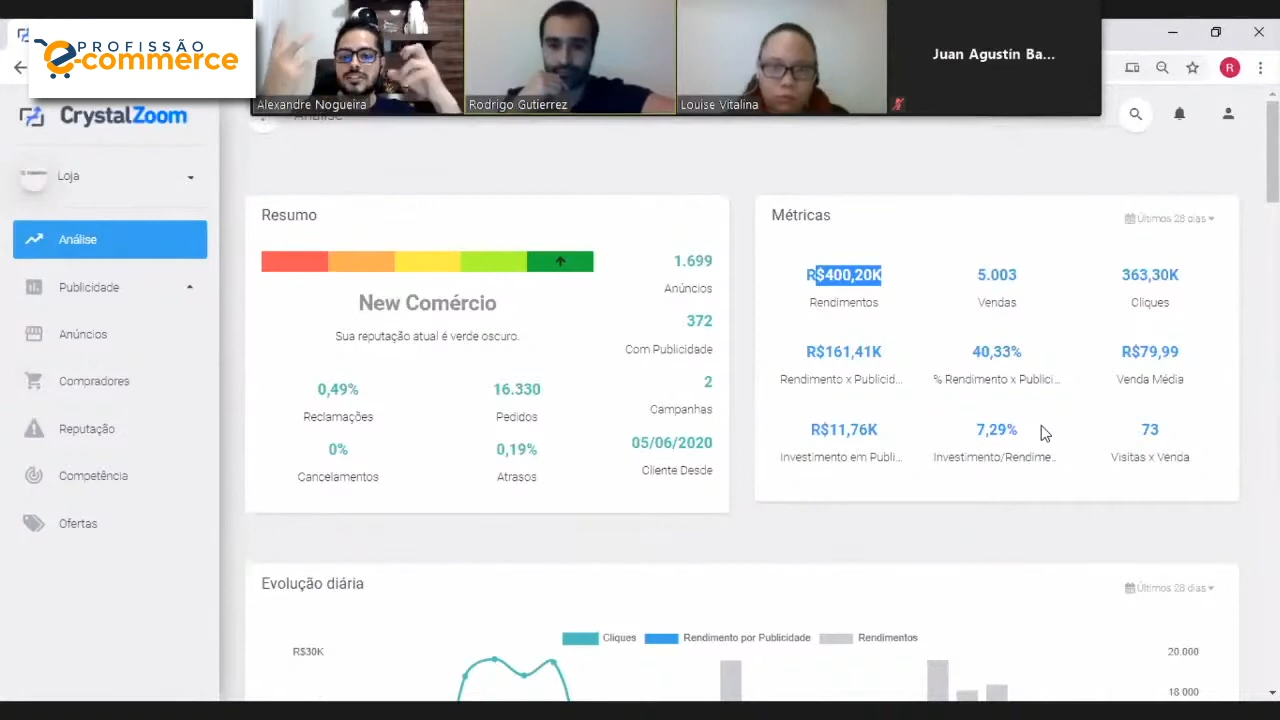 PROFISSÃO
e-commerce
Alexandre Nogueira
Rodrigo Gutierrez
Louise Vitalina
Juan Agustín Ba...
R
CrystalZoom
Análise
Loja
Análise
Publicidade
Anúncios
Compradores
Reputação
Competência
Ofertas
Resumo
New Comércio
Sua reputação atual é verde oscuro.
0,49%
Reclamações
16.330
Pedidos
0%
Cancelamentos
0,19%
Atrasos
1.699
Anúncios
372
Com Publicidade
2
Campanhas
05/06/2020
Cliente Desde
Métricas
Últimos 28 dias
R$400,20K
Rendimentos
5.003
Vendas
363,30K
Cliques
R$161,41K
Rendimento x Publicid...
40,33%
% Rendimento x Publici...
R$79,99
Venda Média
R$11,76K
Investimento em Publi...
7,29%
Investimento/Rendime...
73
Visitas x Venda
Evolução diária
Últimos 28 dias
Cliques
Rendimento por Publicidade
Rendimentos
R$30K
20.000
18.000